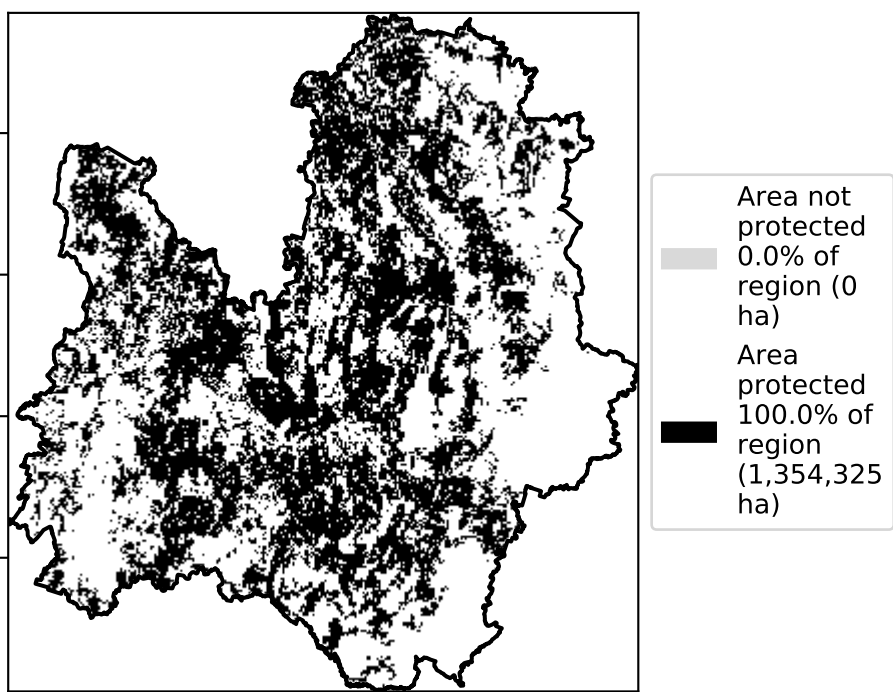 Area not
protected
0.0% of
region (0
ha)
Area
protected
100.0% of
region
(1,354,325
ha)